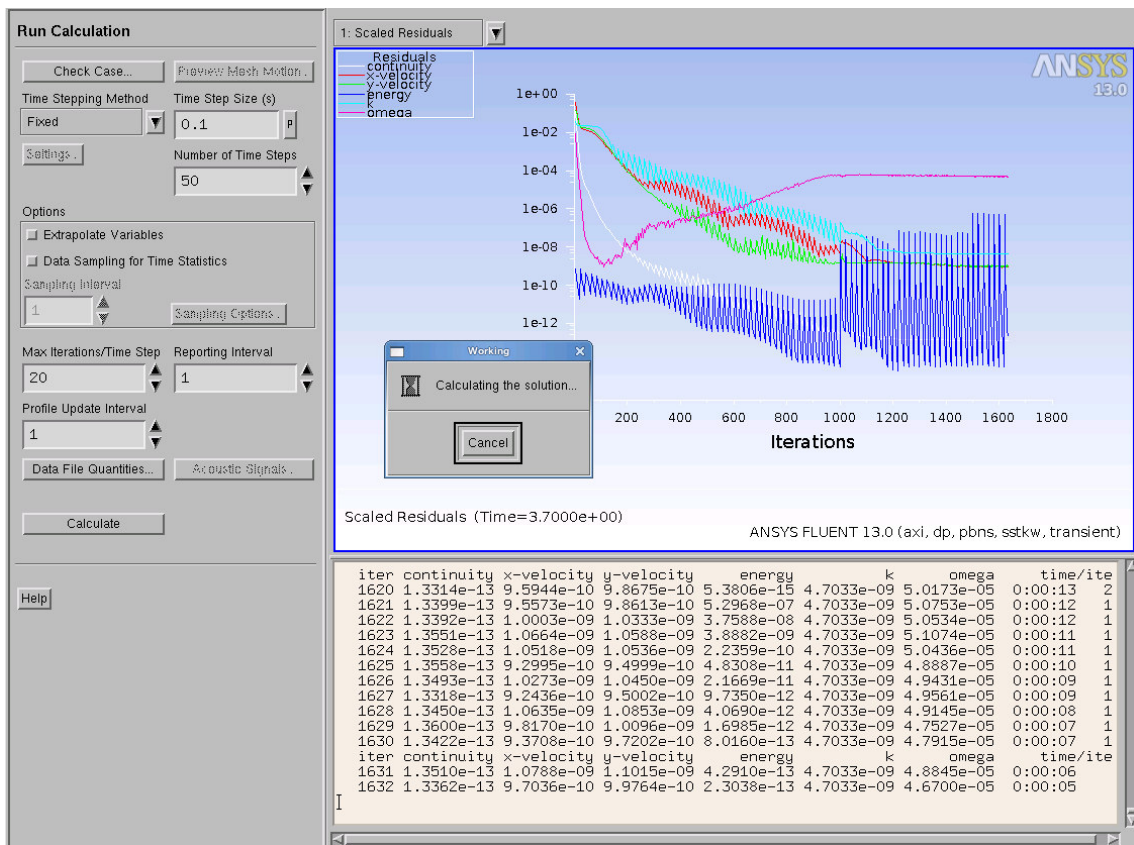 Run Calculation
Check Case...
Preview Mesh Motion...
Time Stepping Method
Time Step Size (s)
Fixed
0.1
P
Settings...
Number of Time Steps
50
Options
Extrapolate Variables
Data Sampling for Time Statistics
Sampling Interval
1
Sampling Options...
Max Iterations/Time Step
Reporting Interval
20
1
Profile Update Interval
1
Data File Quantities...
Acoustic Signals...
Calculate
Help
1: Scaled Residuals
Residuals
continuity
x-velocity
y-velocity
energy
k
omega
ANSYS
13.0
1e+00
1e-02
1e-04
1e-06
1e-08
1e-10
1e-12
200 400 600 800 1000 1200 1400 1600 1800
Iterations
Working
Calculating the solution...
Cancel
Scaled Residuals (Time=3.7000e+00)
ANSYS FLUENT 13.0 (axi, dp, pbns, sstkw, transient)
iter continuity x-velocity y-velocity energy k omega time/ite
1620 1.3314e-13 9.5944e-10 9.8675e-10 5.3806e-15 4.7033e-09 5.0173e-05 0:00:13 2
1621 1.3399e-13 9.5573e-10 9.8613e-10 5.2968e-07 4.7033e-09 5.0753e-05 0:00:12 1
1622 1.3392e-13 1.0003e-09 1.0333e-09 3.7588e-08 4.7033e-09 5.0534e-05 0:00:12 1
1623 1.3551e-13 1.0664e-09 1.0588e-09 3.8882e-09 4.7033e-09 5.1074e-05 0:00:11 1
1624 1.3528e-13 1.0518e-09 1.0536e-09 2.2359e-10 4.7033e-09 5.0436e-05 0:00:11 1
1625 1.3558e-13 9.2995e-10 9.4999e-10 4.8308e-11 4.7033e-09 4.8887e-05 0:00:10 1
1626 1.3493e-13 1.0273e-09 1.0450e-09 2.1669e-11 4.7033e-09 4.9431e-05 0:00:09 1
1627 1.3318e-13 9.2436e-10 9.5002e-10 9.7350e-12 4.7033e-09 4.9561e-05 0:00:09 1
1628 1.3450e-13 1.0635e-09 1.0853e-09 4.0690e-12 4.7033e-09 4.9145e-05 0:00:08 1
1629 1.3600e-13 9.8170e-10 1.0096e-09 1.6985e-12 4.7033e-09 4.7527e-05 0:00:07 1
1630 1.3422e-13 9.3708e-10 9.7202e-10 8.0160e-13 4.7033e-09 4.7915e-05 0:00:07 1
iter continuity x-velocity y-velocity energy k omega time/ite
1631 1.3510e-13 1.0788e-09 1.1015e-09 4.2910e-13 4.7033e-09 4.8845e-05 0:00:06
1632 1.3362e-13 9.7036e-10 9.9764e-10 2.3038e-13 4.7033e-09 4.6700e-05 0:00:05